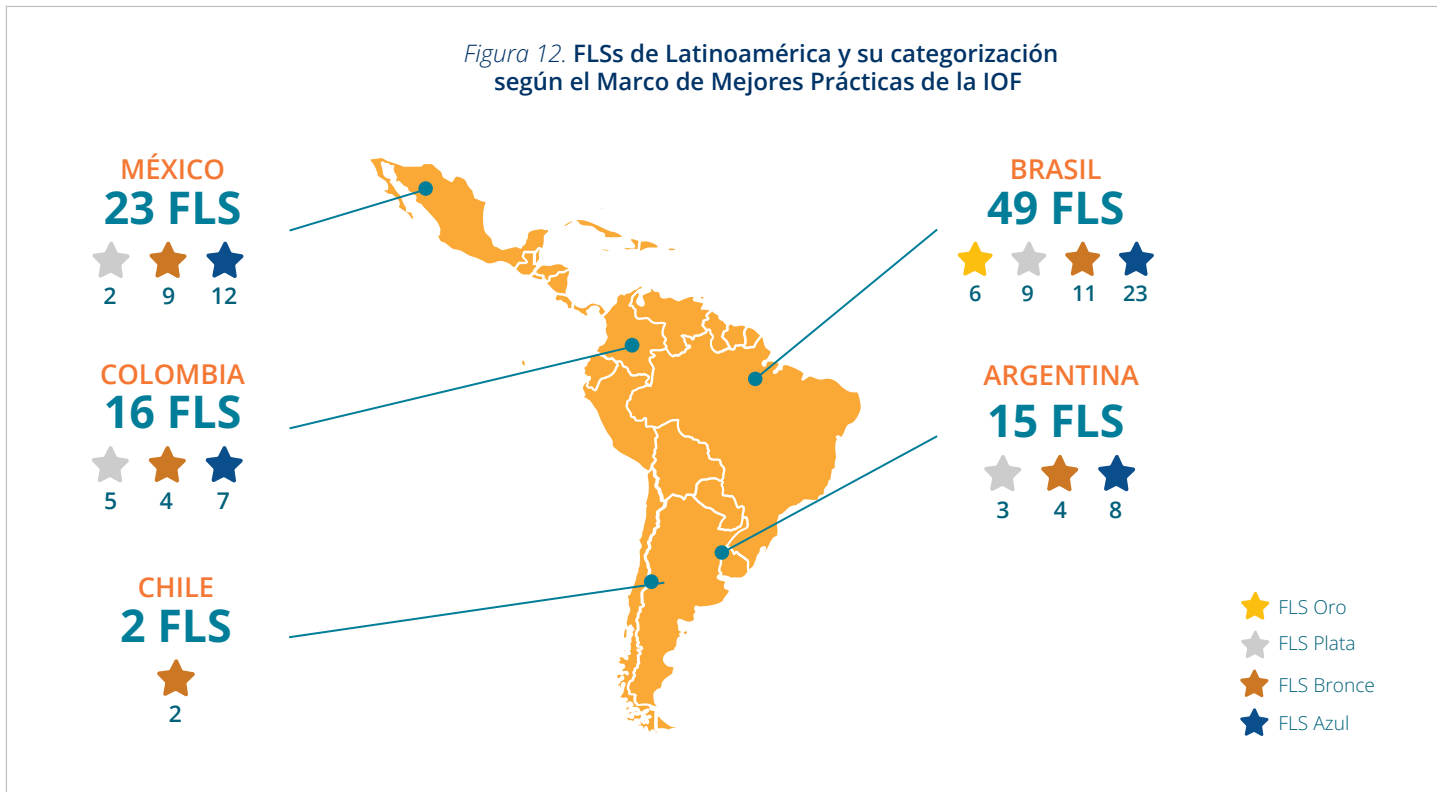 Figura 12. FLSs de Latinoamérica y su categorización
según el Marco de Mejores Prácticas de la IOF
MÉXICO
23 FLS
2 9 12
COLOMBIA
16 FLS
5 4 7
CHILE
2 FLS
2
BRASIL
49 FLS
6 9 11 23
ARGENTINA
15 FLS
3 4 8
FLS Oro
FLS Plata
FLS Bronce
FLS Azul